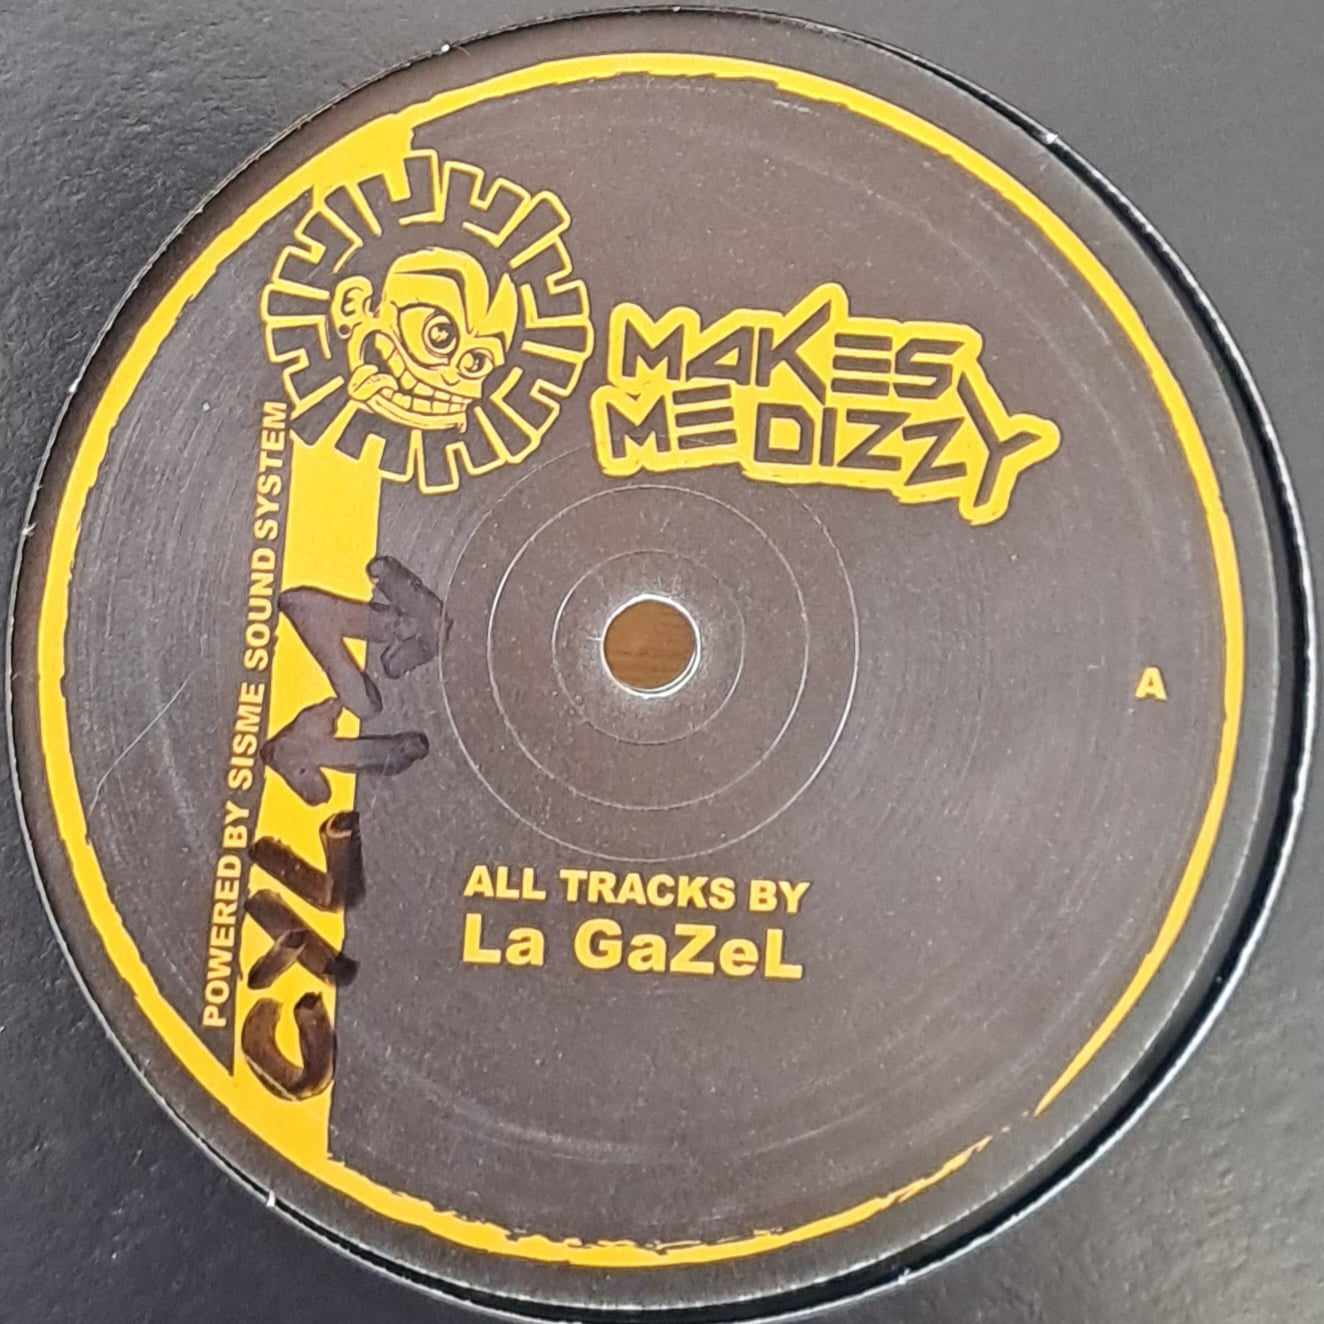 MAKES
ME DIZZY
POWERED BY SISME SOUND SYSTEM
A
ALL TRACKS BY
La GaZeL